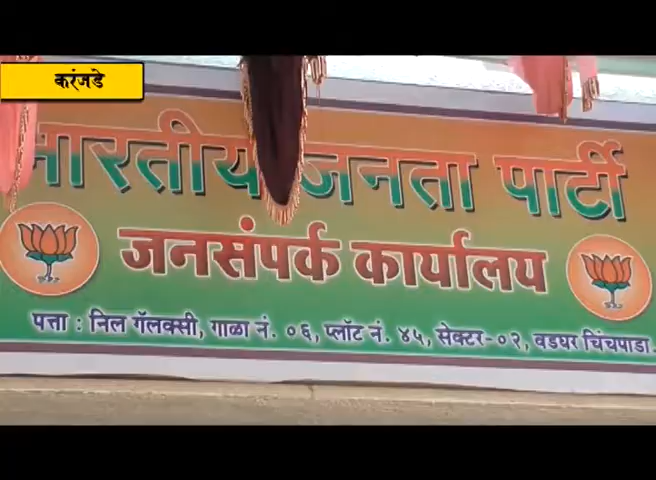 करंजडे
भारतीय जनता पार्टी
जनसंपर्क कार्यालय
पत्ता : निल गॅलक्सी, गाळा नं. ०६, प्लॉट नं. ४५, सेक्टर-०२, वडघर चिंचपाडा.